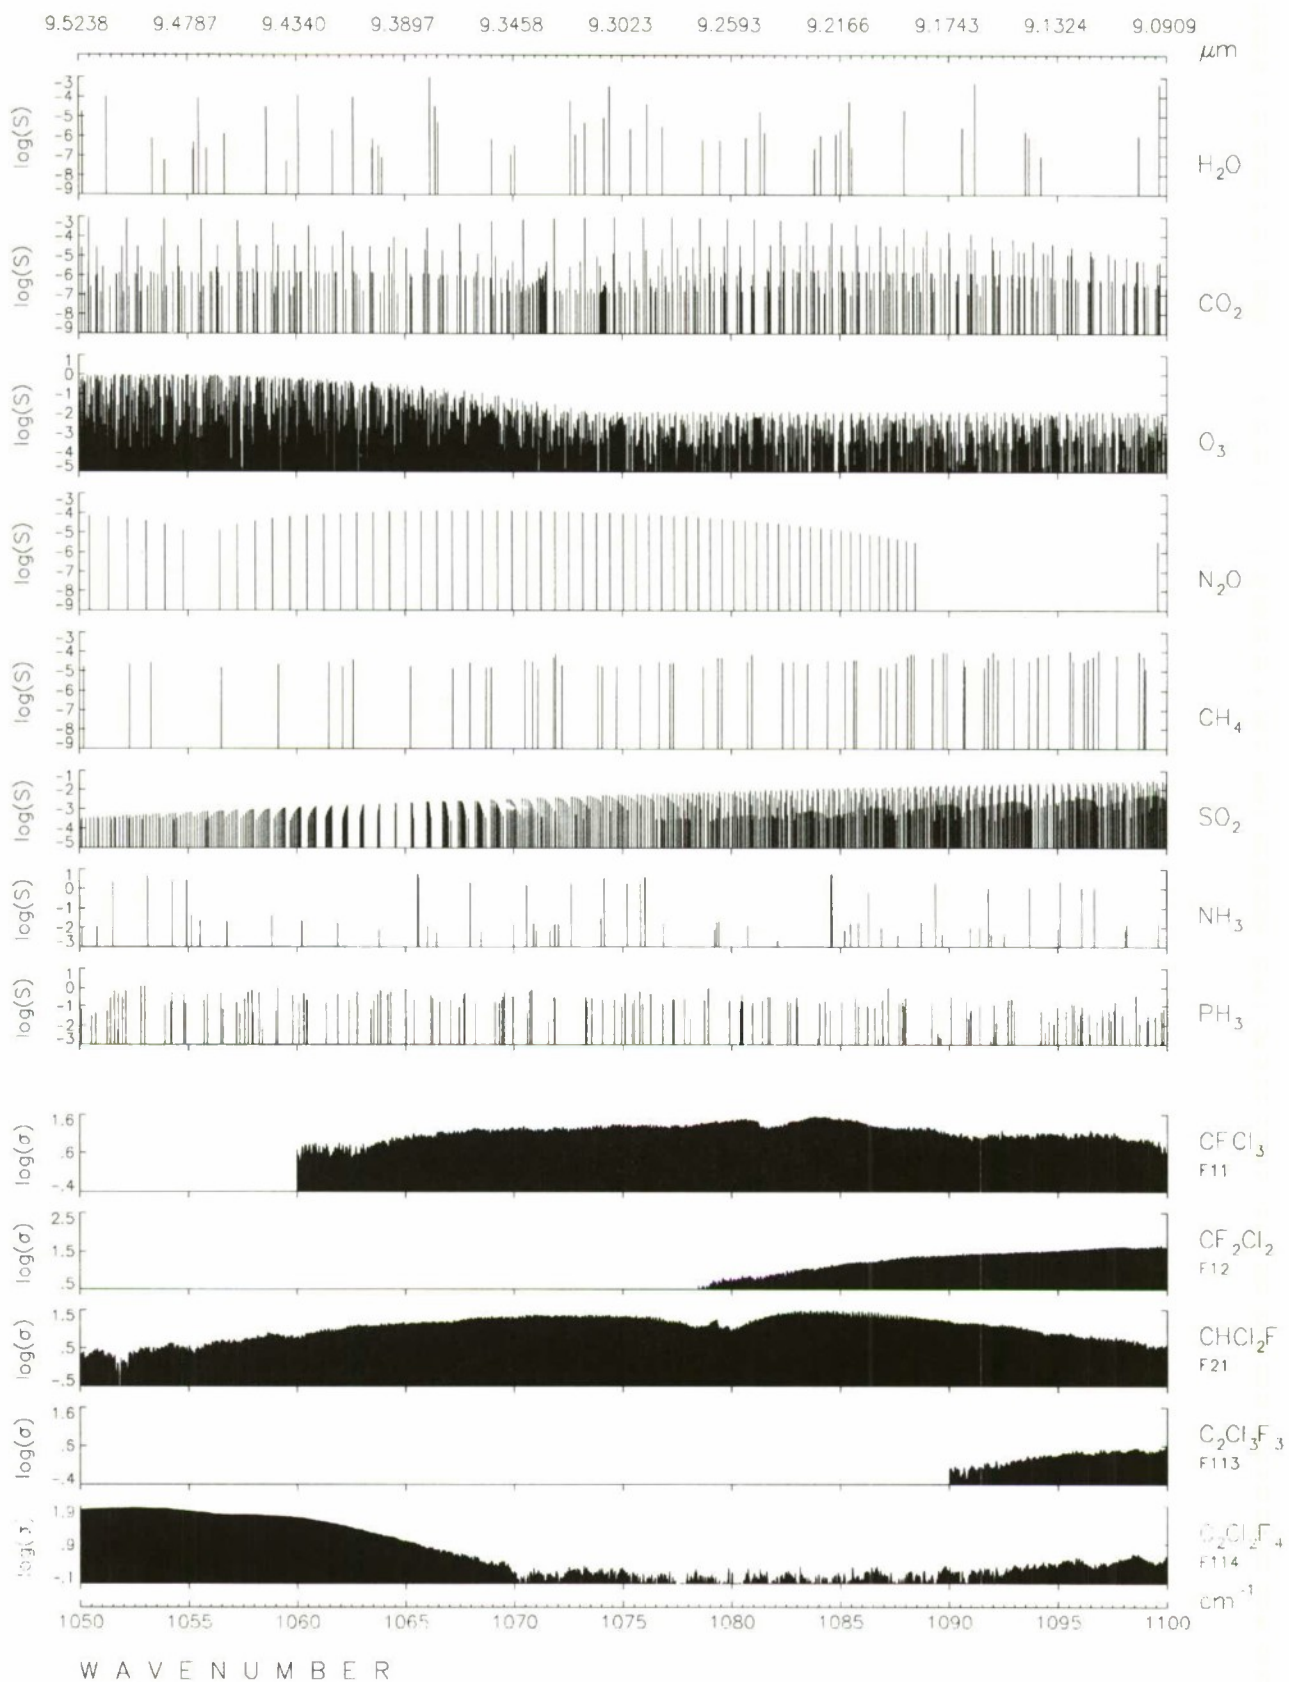 9.5238 9.4787 9.4340 9.3897 9.3458 9.3023 9.2593 9.2166 9.1743 9.1324 9.0909
μm
log(S) -3 -4 -5 -6 -7 -8 -9 H2O
log(S) -3 -4 -5 -6 -7 -8 -9 CO2
log(S) 1 0 -1 -2 -3 -4 -5 O3
log(S) -3 -4 -5 -6 -7 -8 -9 N2O
log(S) -3 -4 -5 -6 -7 -8 -9 CH4
log(S) -1 -2 -3 -4 -5 SO2
log(S) 1 0 -1 -2 -3 NH3
log(S) 1 0 -1 -2 -3 PH3
log(σ) 1.6 .6 -.4 CFCl3
F11
log(σ) 2.5 1.5 .5 CF2Cl2
F12
log(σ) 1.5 .5 -.5 CHCl2F
F21
log(σ) 1.6 .5 -.4 C2Cl3F3
F113
log( 1.9 .9 -.1 C2Cl2F4
F114
cm-1
1050 1055 1060 1065 1070 1075 1080 1085 1090 1095 1100
WAVENUMBER